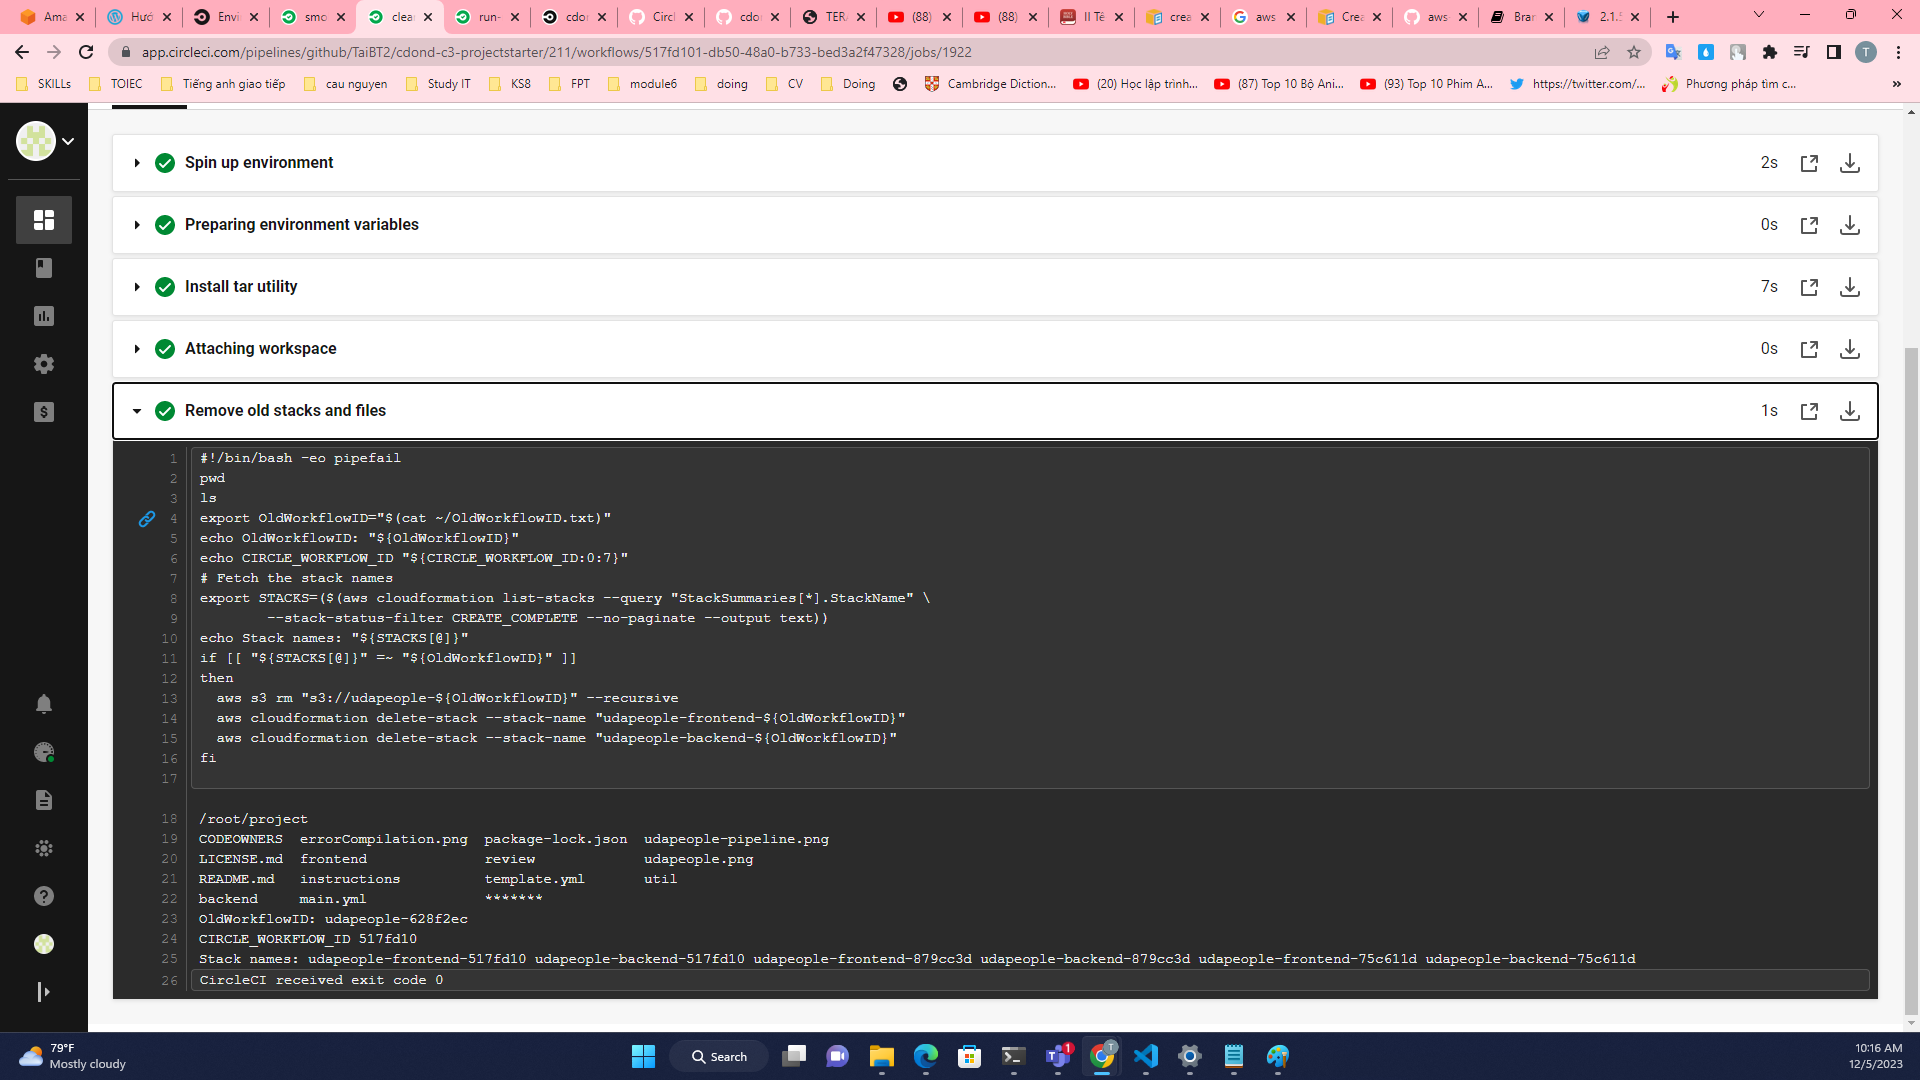 Ama
Hướ
Envi
smo
clea
run-
cdor
Circl
cdor
TERA
(88)
(88)
II Tê
crea
aws
Crea
aws-
Brar
2.1.5
app.circleci.com/pipelines/github/TaiBT2/cdond-c3-projectstarter/211/workflows/517fd101-db50-48a0-b733-bed3a2f47328/jobs/1922
T
SKILLs
TOIEC
Tiếng anh giao tiếp
cau nguyen
Study IT
KS8
FPT
module6
doing
CV
Doing
Cambridge Diction...
(20) Học lập trình...
(87) Top 10 Bộ Ani...
(93) Top 10 Phim A...
https://twitter.com/...
Phương pháp tìm c...
»
Spin up environment
2s
Preparing environment variables
0s
Install tar utility
7s
Attaching workspace
0s
Remove old stacks and files
1s
1 #!/bin/bash -eo pipefail
2 pwd
3 ls
4 export OldWorkflowID="$(cat ~/OldWorkflowID.txt)"
5 echo OldWorkflowID: "${OldWorkflowID}"
6 echo CIRCLE_WORKFLOW_ID "${CIRCLE_WORKFLOW_ID:0:7}"
7 # Fetch the stack names
8 export STACKS=($(aws cloudformation list-stacks --query "StackSummaries[*].StackName" \
9 --stack-status-filter CREATE_COMPLETE --no-paginate --output text))
10 echo Stack names: "${STACKS[@]}"
11 if [[ "${STACKS[@]}" =~ "${OldWorkflowID}" ]]
12 then
13 aws s3 rm "s3://udapeople-${OldWorkflowID}" --recursive
14 aws cloudformation delete-stack --stack-name "udapeople-frontend-${OldWorkflowID}"
15 aws cloudformation delete-stack --stack-name "udapeople-backend-${OldWorkflowID}"
16 fi
17
18 /root/project
19 CODEOWNERS errorCompilation.png package-lock.json udapeople-pipeline.png
20 LICENSE.md frontend review udapeople.png
21 README.md instructions template.yml util
22 backend main.yml *******
23 OldWorkflowID: udapeople-628f2ec
24 CIRCLE_WORKFLOW_ID 517fd10
25 Stack names: udapeople-frontend-517fd10 udapeople-backend-517fd10 udapeople-frontend-879cc3d udapeople-backend-879cc3d udapeople-frontend-75c611d udapeople-backend-75c611d
26 CircleCI received exit code 0
79°F
Mostly cloudy
Search
1
T
10:16 AM
12/5/2023